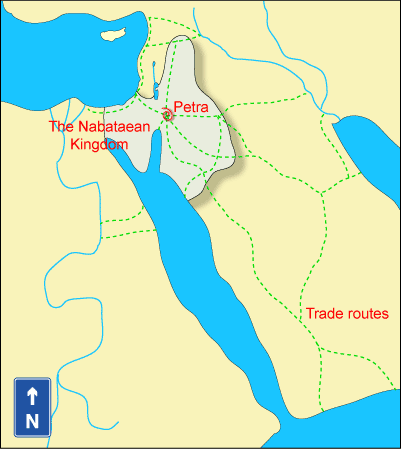 Petra
The Nabataean
Kingdom
Trade routes
N